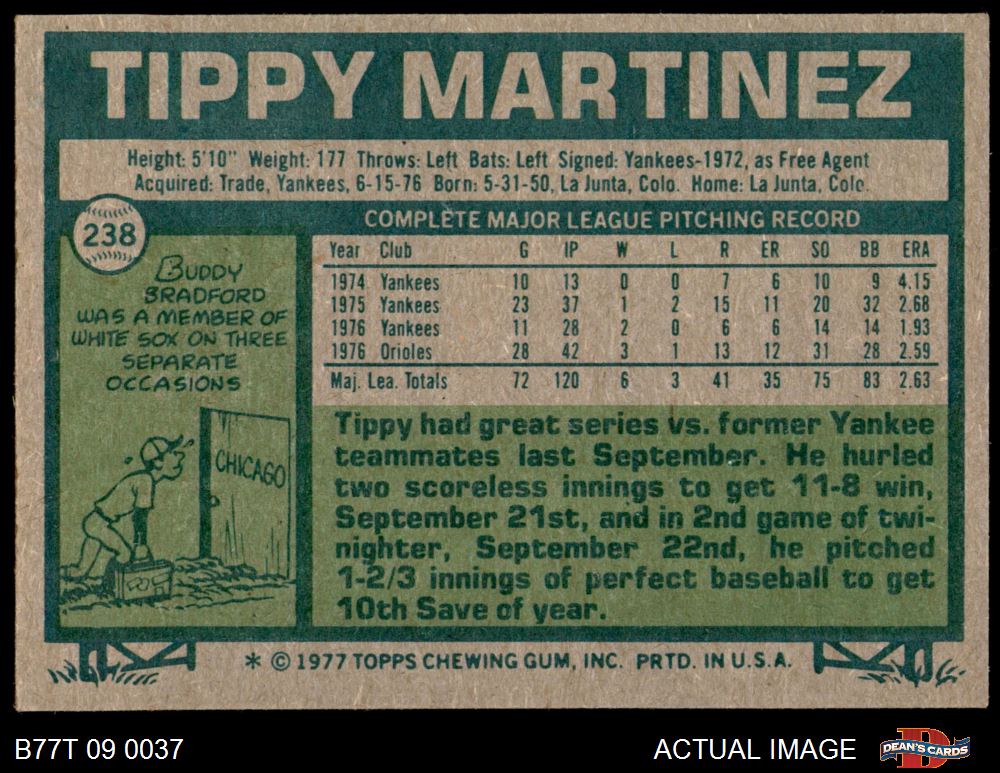 TIPPY MARTINEZ
Height: 5'10" Weight: 177 Throws: Left Bats: Left Signed: Yankees-1972, as Free Agent
Acquired: Trade, Yankees, 6-15-76 Born: 5-31-50, La Junta, Colo. Home: La Junta, Colo.
238
BUDDY
BRADFORD
WAS A MEMBER OF
WHITE SOX ON THREE
SEPARATE
OCCASIONS
CHICAGO
COMPLETE MAJOR LEAGUE PITCHING RECORD
Year Club G IP W L R ER SO BB ERA
1974 Yankees 10 13 0 0 7 6 10 9 4.15
1975 Yankees 23 37 1 2 15 11 20 32 2.68
1976 Yankees 11 28 2 0 6 6 14 14 1.93
1976 Orioles 28 42 3 1 13 12 31 28 2.59
Maj. Lea. Totals 72 120 6 3 41 35 75 83 2.63
Tippy had great series vs. former Yankee
teammates last September. He hurled
two scoreless innings to get 11-8 win,
September 21st, and in 2nd game of twi-
nighter, September 22nd, he pitched
1-2/3 innings of perfect baseball to get
10th Save of year.
* © 1977 TOPPS CHEWING GUM, INC. PRTD. IN U.S.A.
B77T 09 0037
ACTUAL IMAGE
DEAN'S CARDS